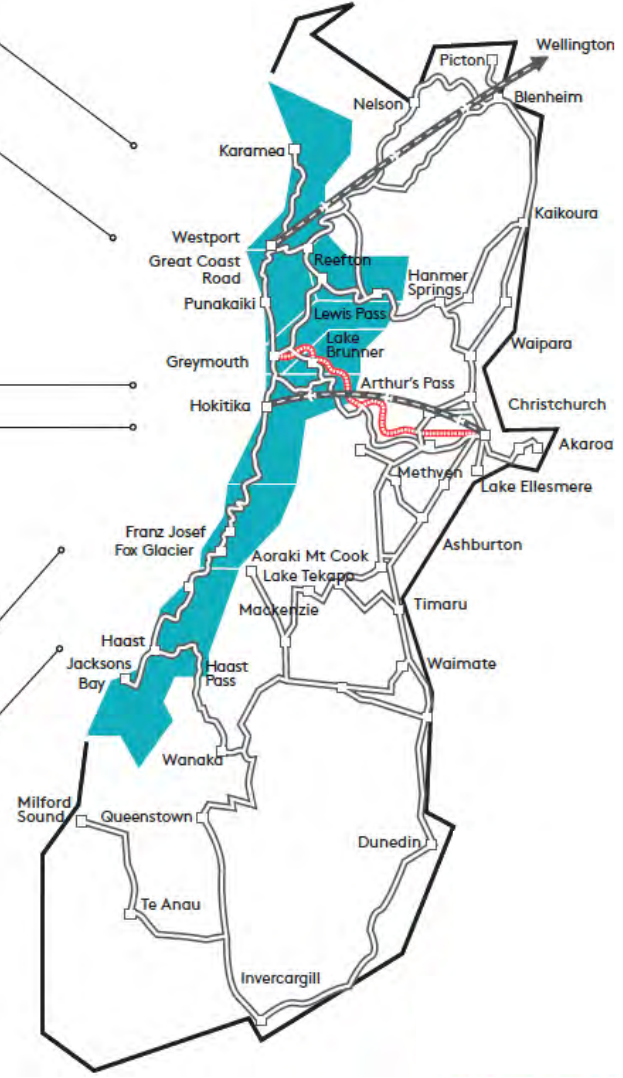 Wellington
Picton
Nelson
Blenheim
Karamea
Kaikoura
Westport
Great Coast
Road
Reefton
Hanmer
Springs
Punakaiki
Lewis Pass
Lake
Brunner
Waipara
Greymouth
Arthur's Pass
Hokitika
Christchurch
Akaroa
Methven
Lake Ellesmere
Franz Josef
Fox Glacier
Ashburton
Aoraki Mt Cook
Lake Tekapo
Mackenzie
Timaru
Haast
Jacksons
Bay
Haast
Pass
Waimate
Wanaka
Milford
Sound
Queenstown
Dunedin
Te Anau
Invercargill